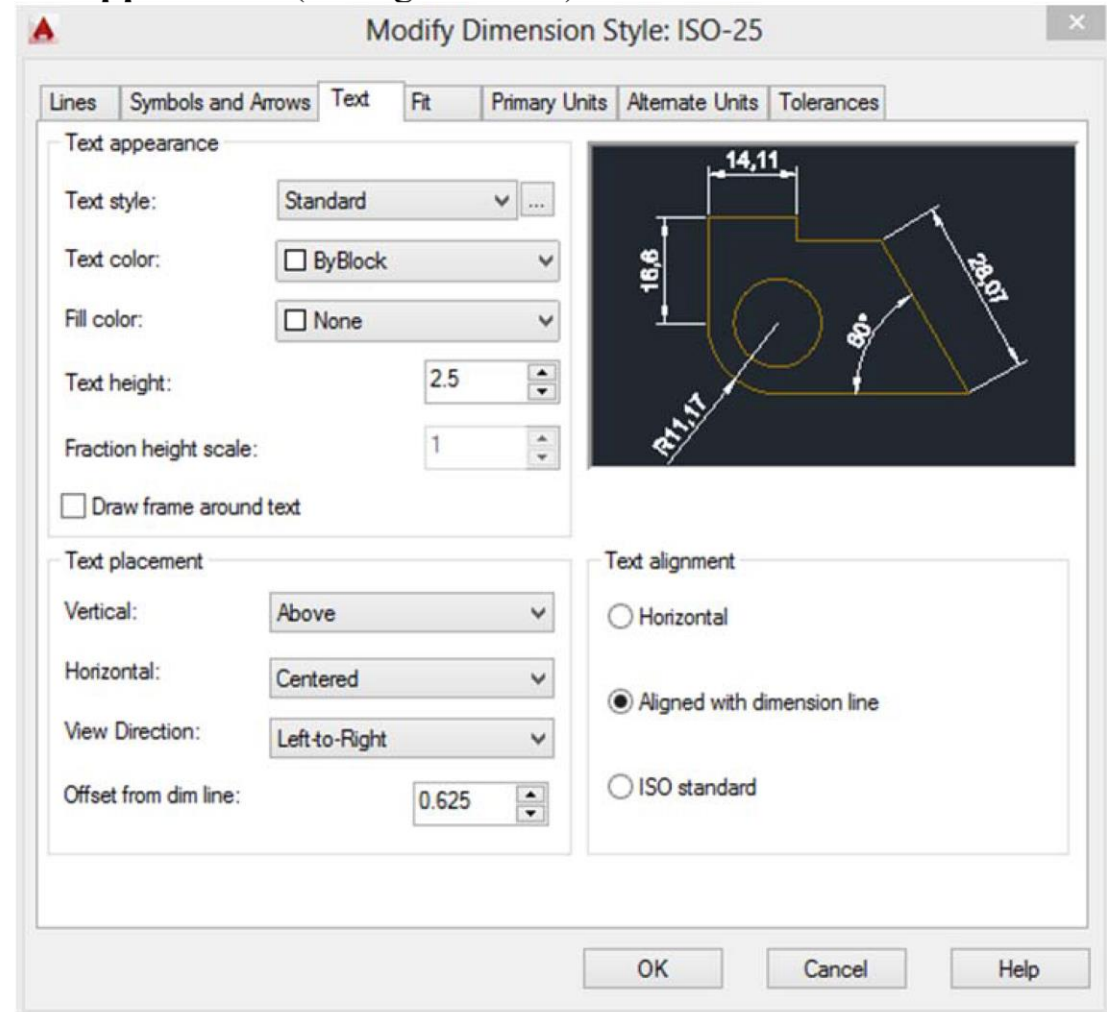 Modify Dimension Style: ISO-25
Lines Symbols and Arrows Text Fit Primary Units Alternate Units Tolerances
Text appearance
Text style: Standard ...
Text color: ByBlock
Fill color: None
Text height: 2.5
Fraction height scale: 1
Draw frame around text
14,11
16,6
28,07
60°
R11,17
Text placement
Vertical: Above
Horizontal: Centered
View Direction: Left-to-Right
Offset from dim line: 0.625
Text alignment
Horizontal
Aligned with dimension line
ISO standard
OK Cancel Help